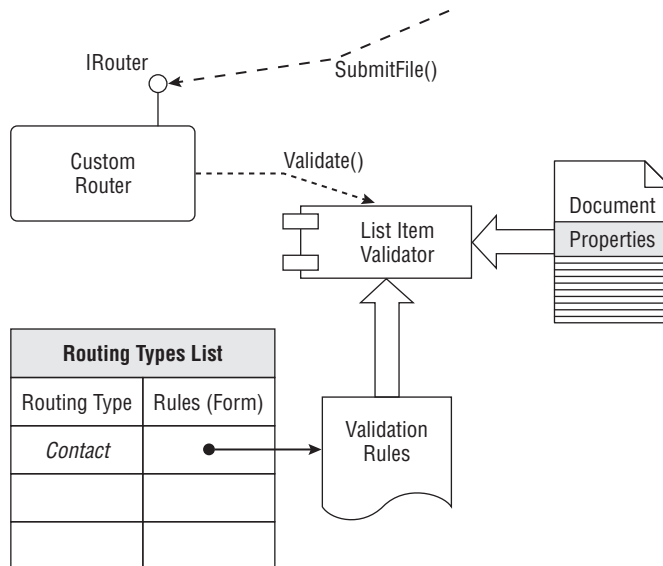 IRouter
SubmitFile()
Custom
Router
Validate()
List Item
Validator
Document
Properties
Routing Types List
Routing Type
Rules (Form)
Contact
Validation
Rules